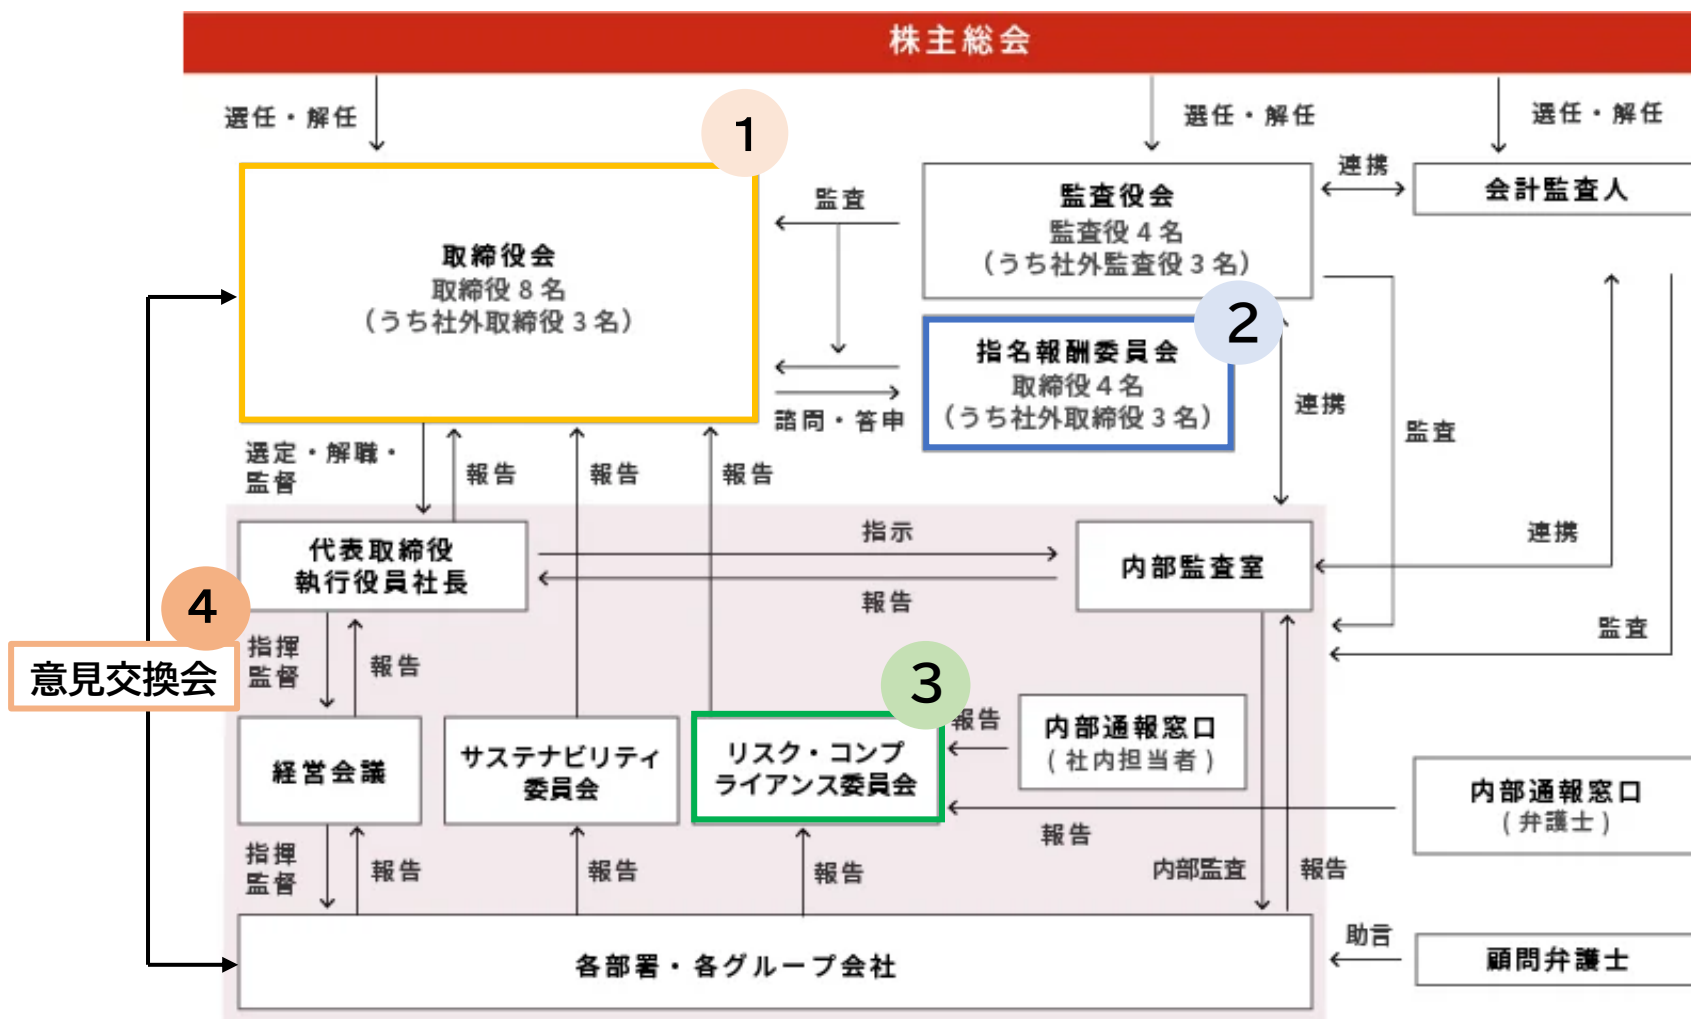 株主総会
選任・解任
選任・解任
選任・解任
1
取締役会
取締役8名
（うち社外取締役3名）
監査
監査役会
監査役4名
（うち社外監査役3名）
連携
会計監査人
2
指名報酬委員会
取締役4名
（うち社外取締役3名）
諮問・答申
連携
監査
選定・解職・
監督
報告
報告
報告
代表取締役
執行役員社長
指示
報告
内部監査室
連携
監査
4
意見交換会
指揮
監督
報告
3
経営会議
サステナビリティ
委員会
リスク・コンプ
ライアンス委員会
報告
内部通報窓口
(社内担当者)
報告
内部通報窓口
(弁護士)
指揮
監督
報告
報告
報告
内部監査
報告
各部署・各グループ会社
助言
顧問弁護士